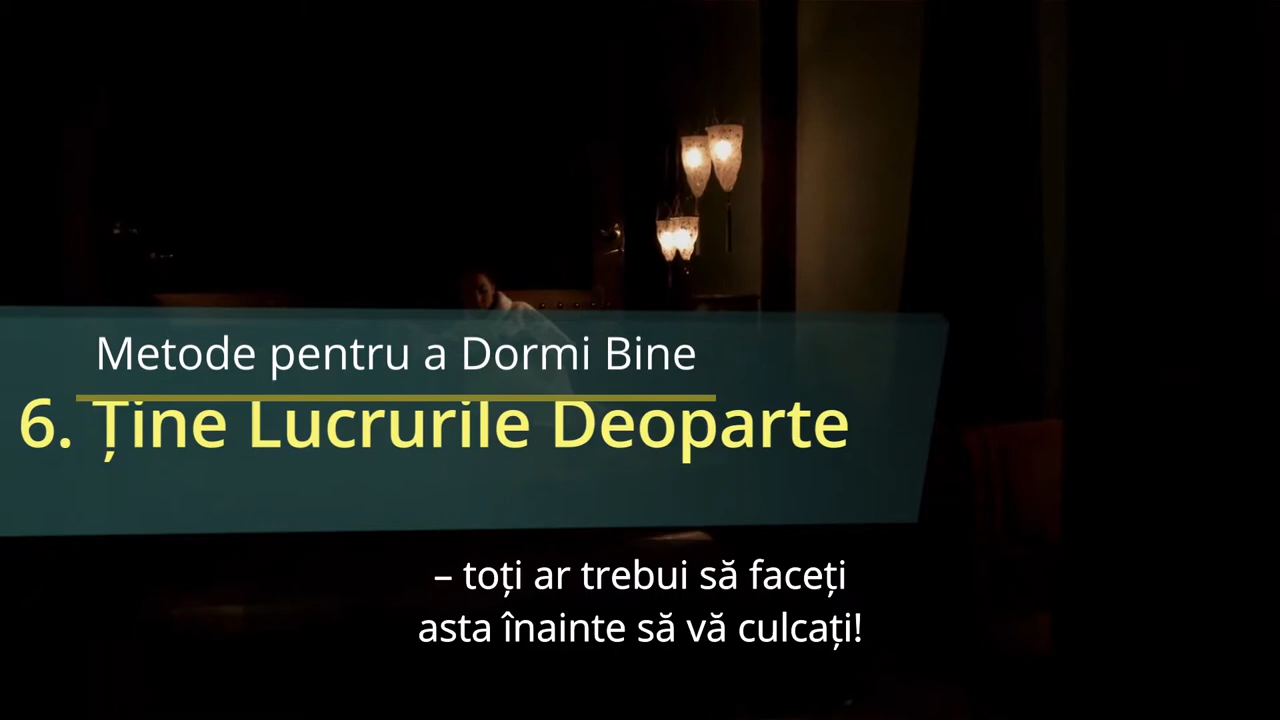 Metode pentru a Dormi Bine
6. Ține Lucrurile Deoparte
– toți ar trebui să faceți
asta înainte să vă culcați!